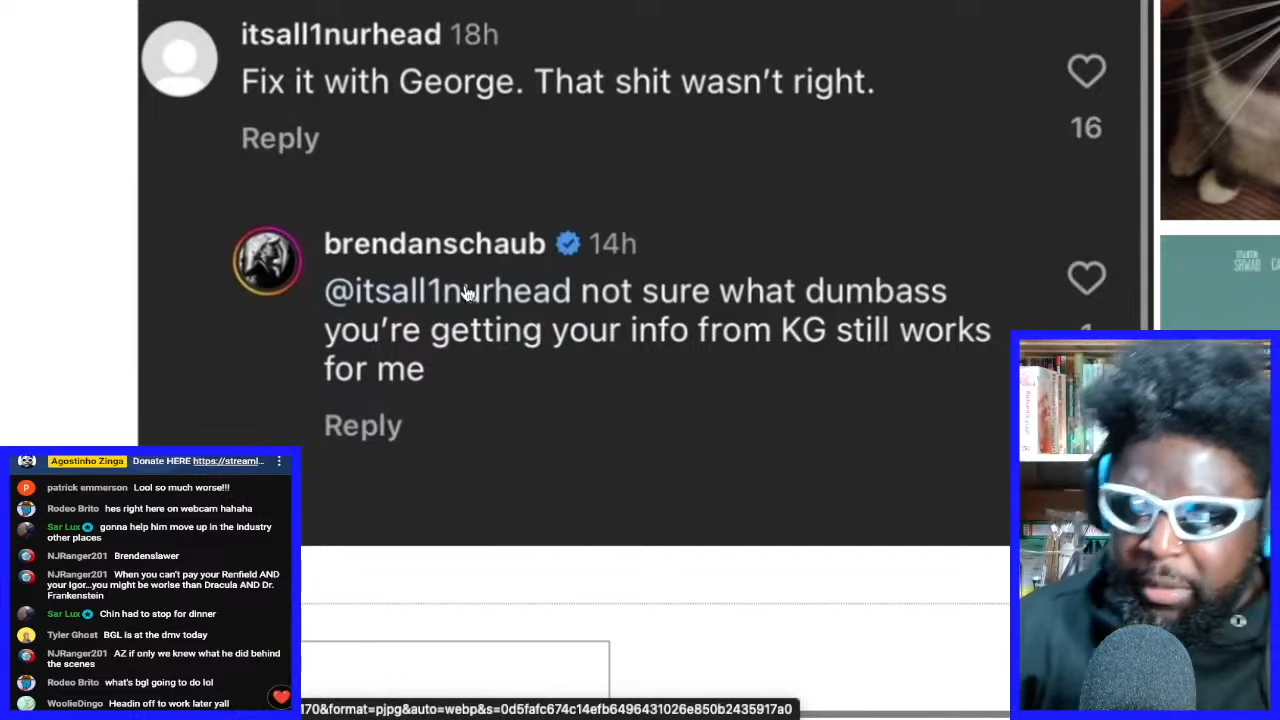 itsall1nurhead 18h
Fix it with George. That shit wasn't right.
16
Reply
brendanschaub 14h
@itsall1nurhead not sure what dumbass
you're getting your info from KG still works
for me
Reply
SHWAB
Agostinho Zinga Donate HERE https://streaml...
patrick emmerson Lool so much worse!!!
Rodeo Brito hes right here on webcam hahaha
Sar Lux gonna help him move up in the industry
other places
NJRanger201 Brendenslawer
NJRanger201 When you can't pay your Renfield AND
your Igor...you might be worlse than Dracula AND Dr.
Frankenstein
Sar Lux Chin had to stop for dinner
Tyler Ghost BGL is at the dmv today
NJRanger201 AZ if only we knew what he did behind
the scenes
Rodeo Brito what's bgl going to do lol
WoolieDingo Headin off to work later yall
170&format=pjpg&auto=webp&s=0d5fafc674c14efb6496431026e850b2435917a0